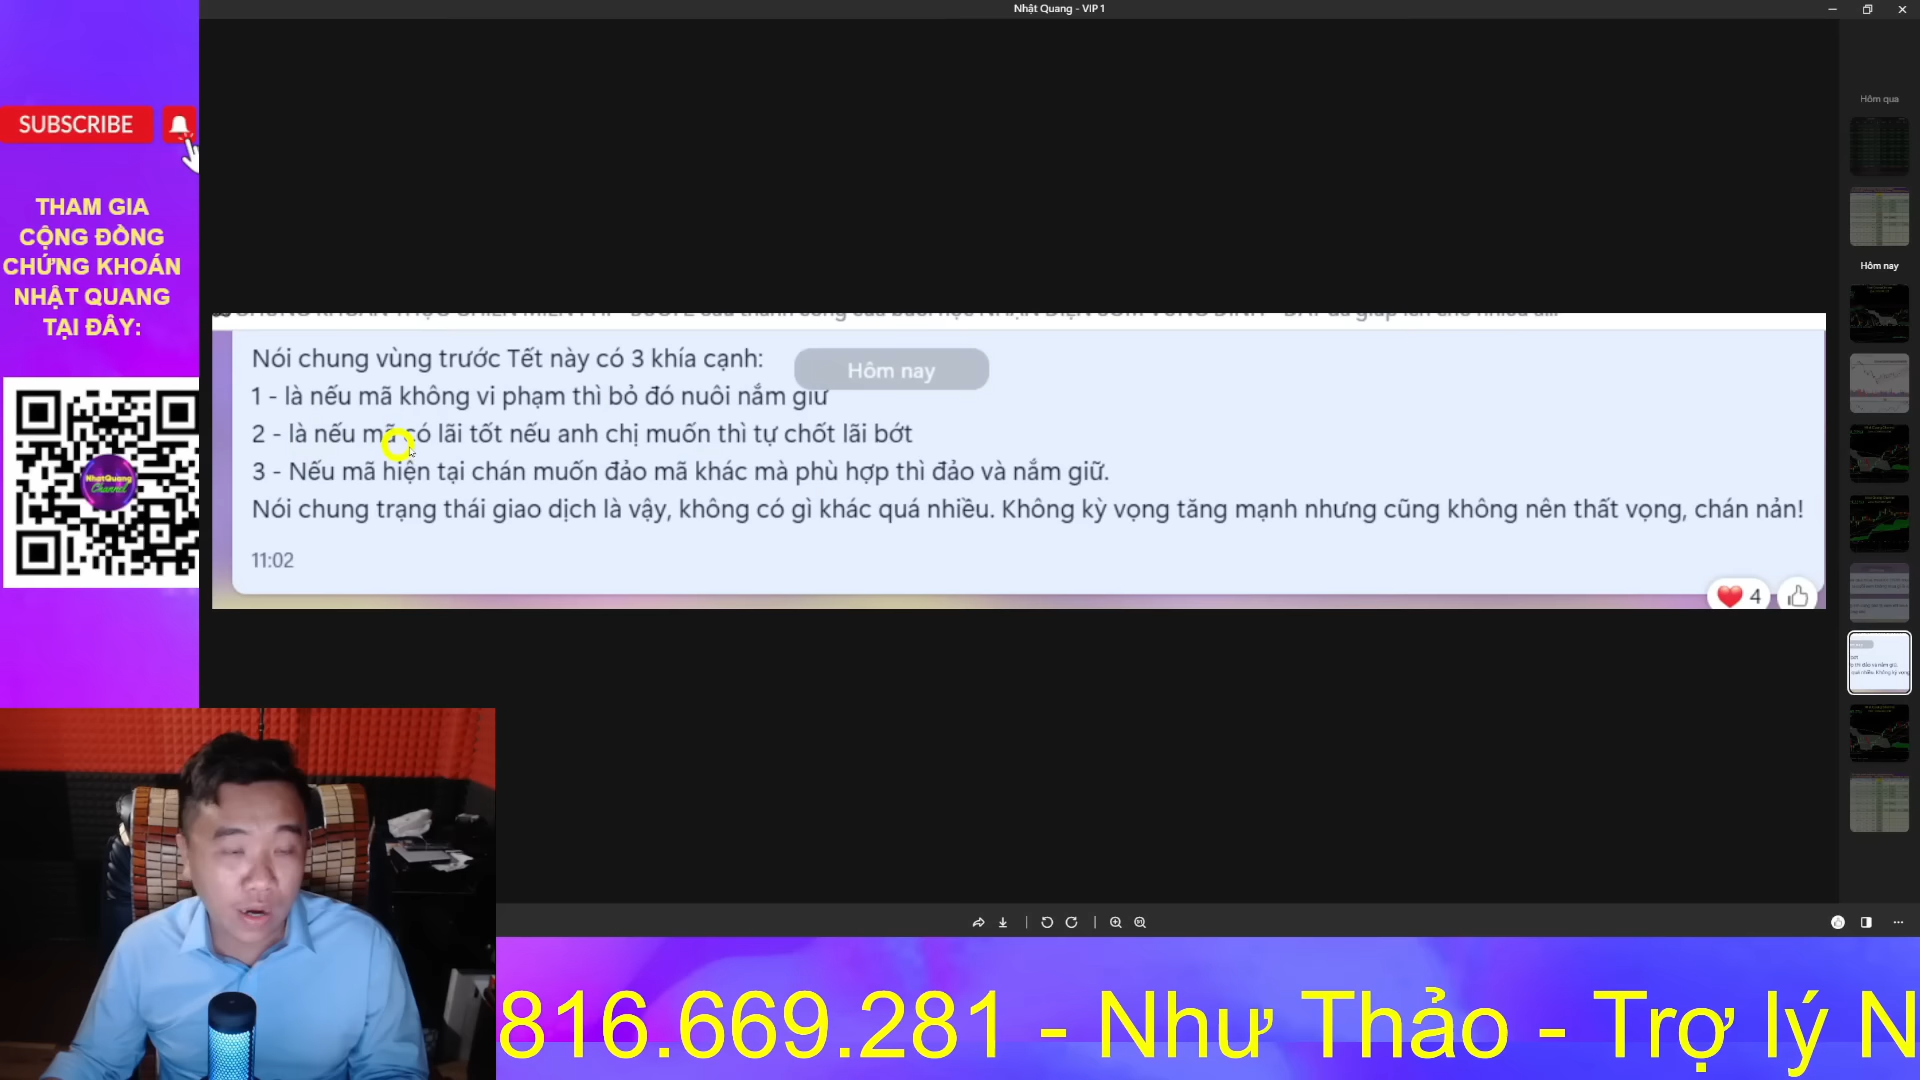 Nhật Quang - VIP 1
SUBSCRIBE
THAM GIA
CỘNG ĐỒNG
CHỨNG KHOÁN
NHẬT QUANG
TẠI ĐÂY:
NhatQuang
Channel
Hôm qua
Hôm nay
Nói chung vùng trước Tết này có 3 khía cạnh:
Hôm nay
1 - là nếu mã không vi phạm thì bỏ đó nuôi nắm giữ
2 - là nếu mã có lãi tốt nếu anh chị muốn thì tự chốt lãi bớt
3 - Nếu mã hiện tại chán muốn đảo mã khác mà phù hợp thì đảo và nắm giữ.
Nói chung trạng thái giao dịch là vậy, không có gì khác quá nhiều. Không kỳ vọng tăng mạnh nhưng cũng không nên thất vọng, chán nản!
11:02
4
816.669.281 - Như Thảo - Trợ lý N